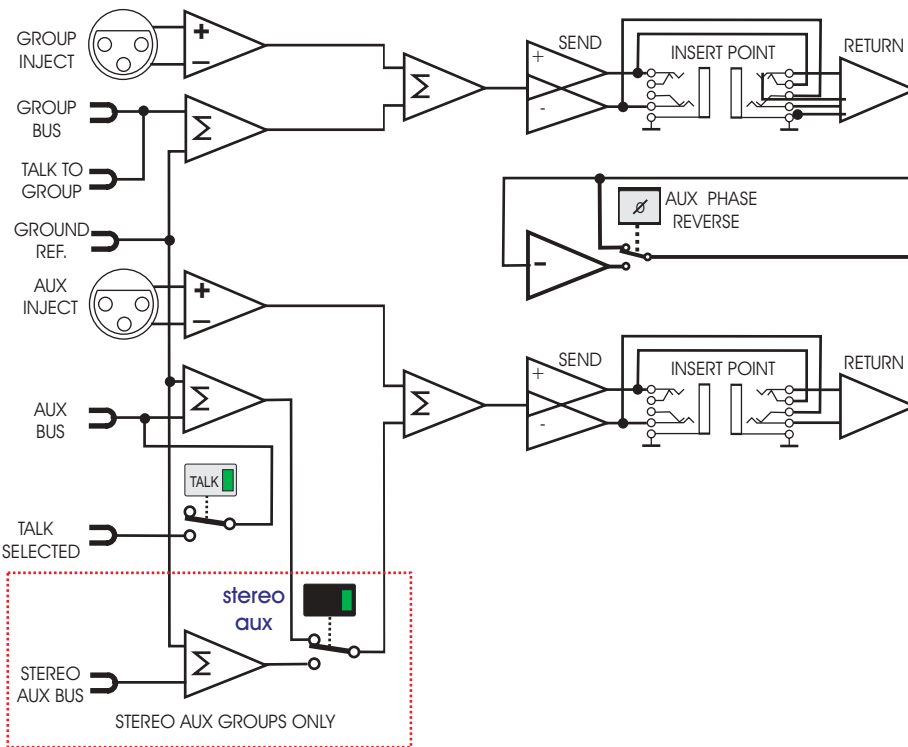 GROUP
INJECT
+
−
Σ
SEND
+
-
INSERT POINT
RETURN
GROUP
BUS
Σ
TALK TO
GROUP
GROUND
REF.
ø
AUX PHASE
REVERSE
-
AUX
INJECT
+
−
Σ
SEND
+
-
INSERT POINT
RETURN
AUX
BUS
Σ
TALK
TALK
SELECTED
stereo
aux
STEREO
AUX BUS
Σ
STEREO AUX GROUPS ONLY